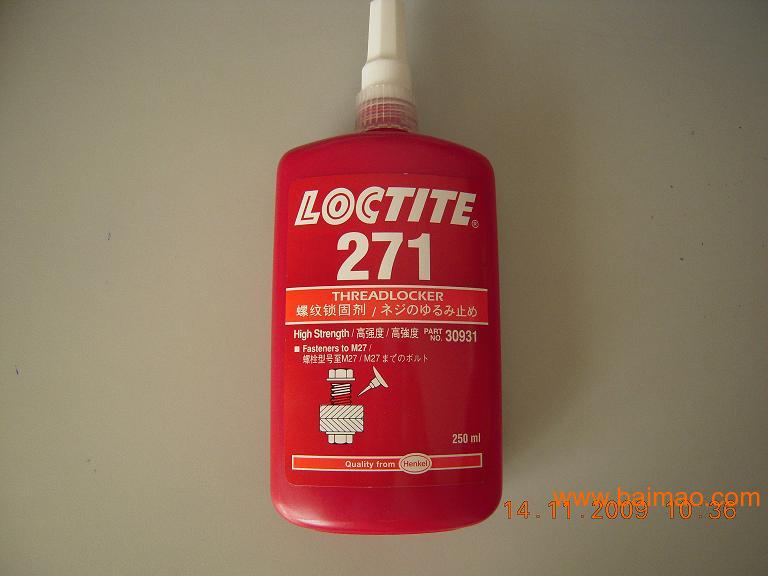 LOCTITE®
271
THREADLOCKER
螺纹锁固剂 / ネジのゆるみ止め
High Strength / 高强度 / 高強度 PART NO. 30931
■ Fasteners to M27 /
螺栓型号至M27 / M27 までのボルト
250 ml
Quality from Henkel
www.baimao.com
14.11.2009 10:36